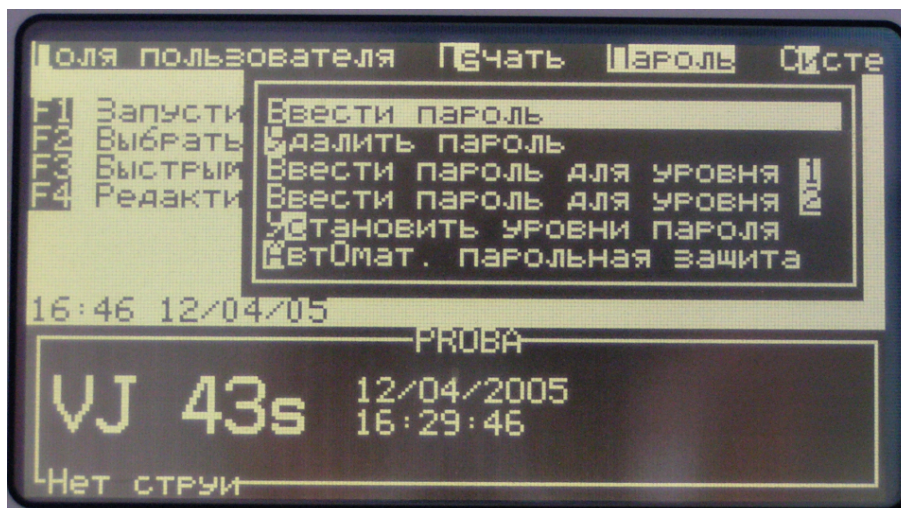 Поля пользователя Печать Пароль Систе
F1 Запусти
F2 Выбрать
F3 Быстрый
F4 Редакти
Ввести пароль
Удалить пароль
Ввести пароль для уровня 1
Ввести пароль для уровня 2
Установить уровни пароля
АвтОмат. парольная защита
16:46 12/04/05
PROBA
VJ 43s
12/04/2005
16:29:46
Нет струи